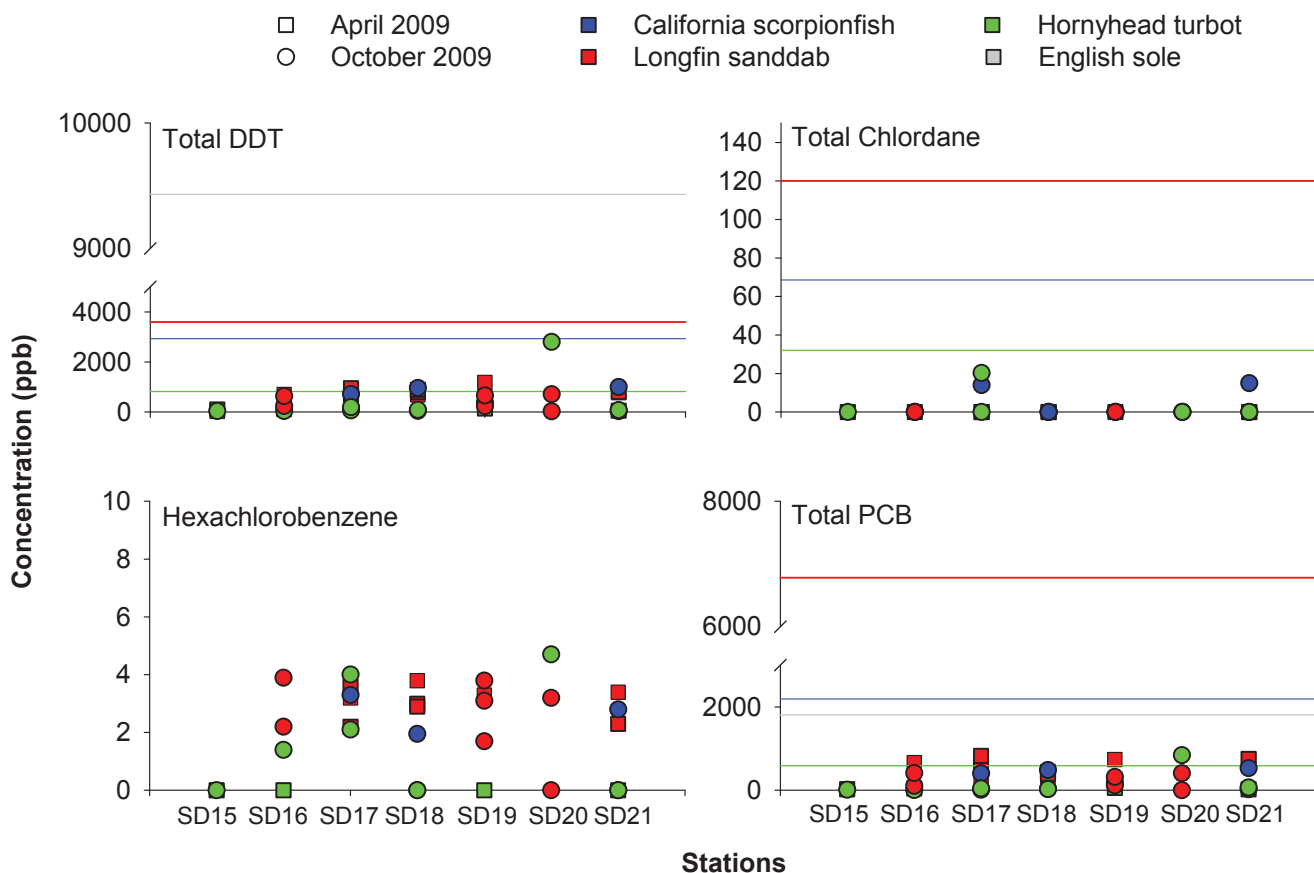 April 2009
California scorpionfish
Hornyhead turbot
October 2009
Longfin sanddab
English sole
Concentration (ppb)
Total DDT
10000
9000
4000
2000
0
Total Chlordane
140
120
100
80
60
40
20
0
Hexachlorobenzene
10
8
6
4
2
0
SD15 SD16 SD17 SD18 SD19 SD20 SD21
Total PCB
8000
6000
2000
0
SD15 SD16 SD17 SD18 SD19 SD20 SD21
Stations